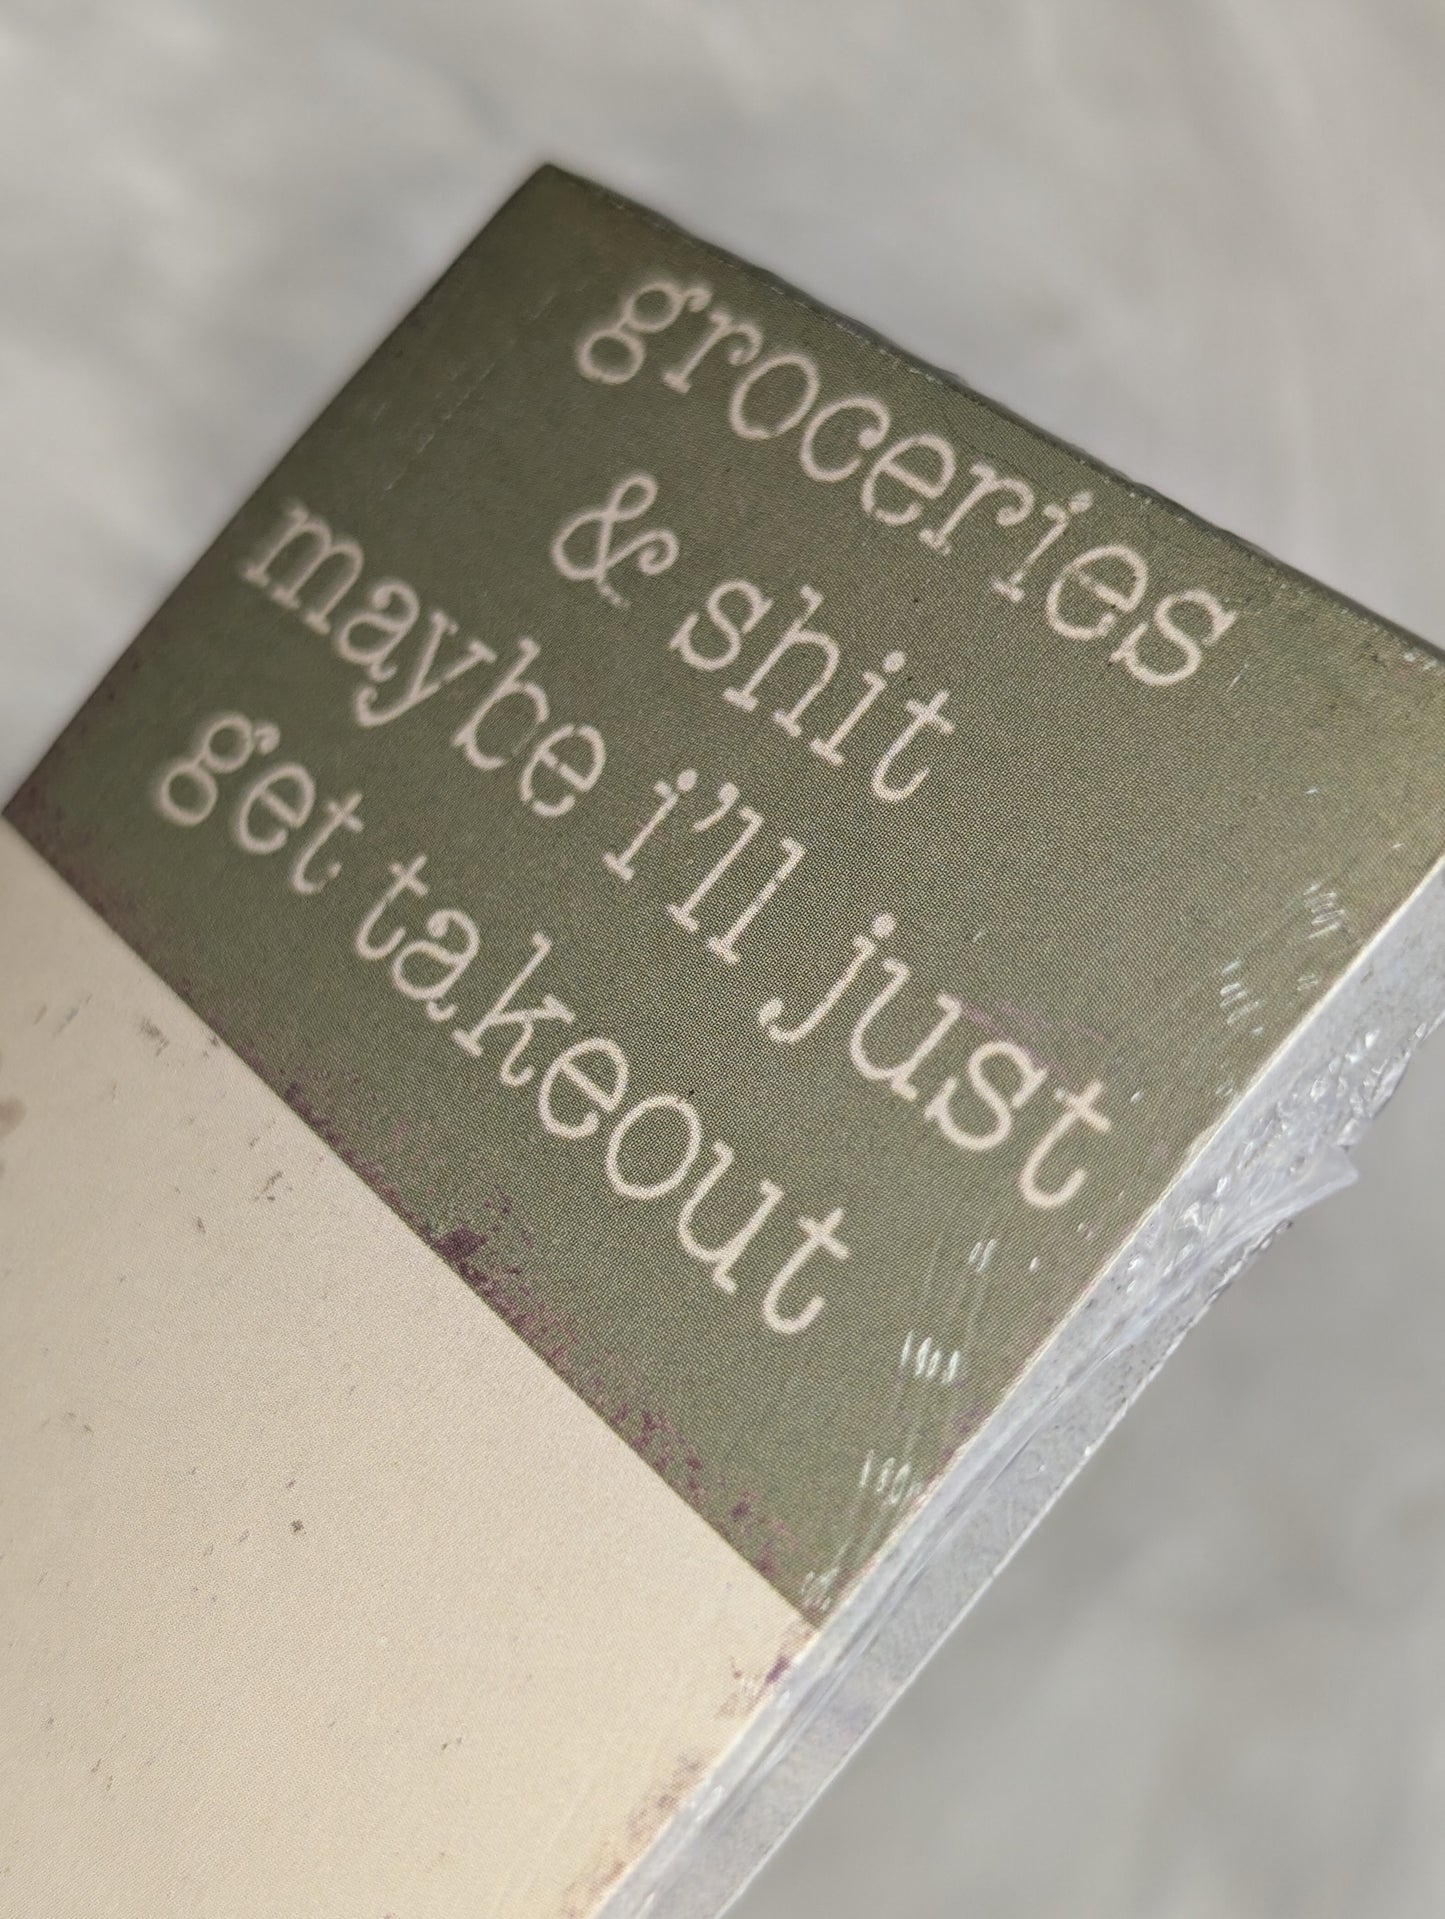 groceries
& shit
maybe i'll just
get takeout